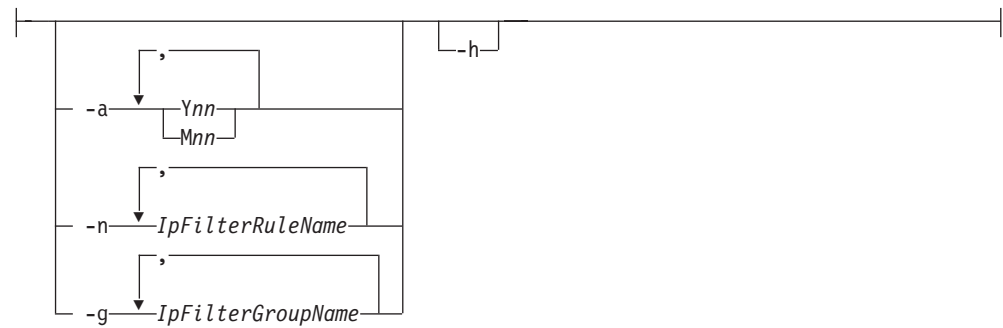 -h
,
-a Ynn
Mnn
,
-n IpFilterRuleName
,
-g IpFilterGroupName